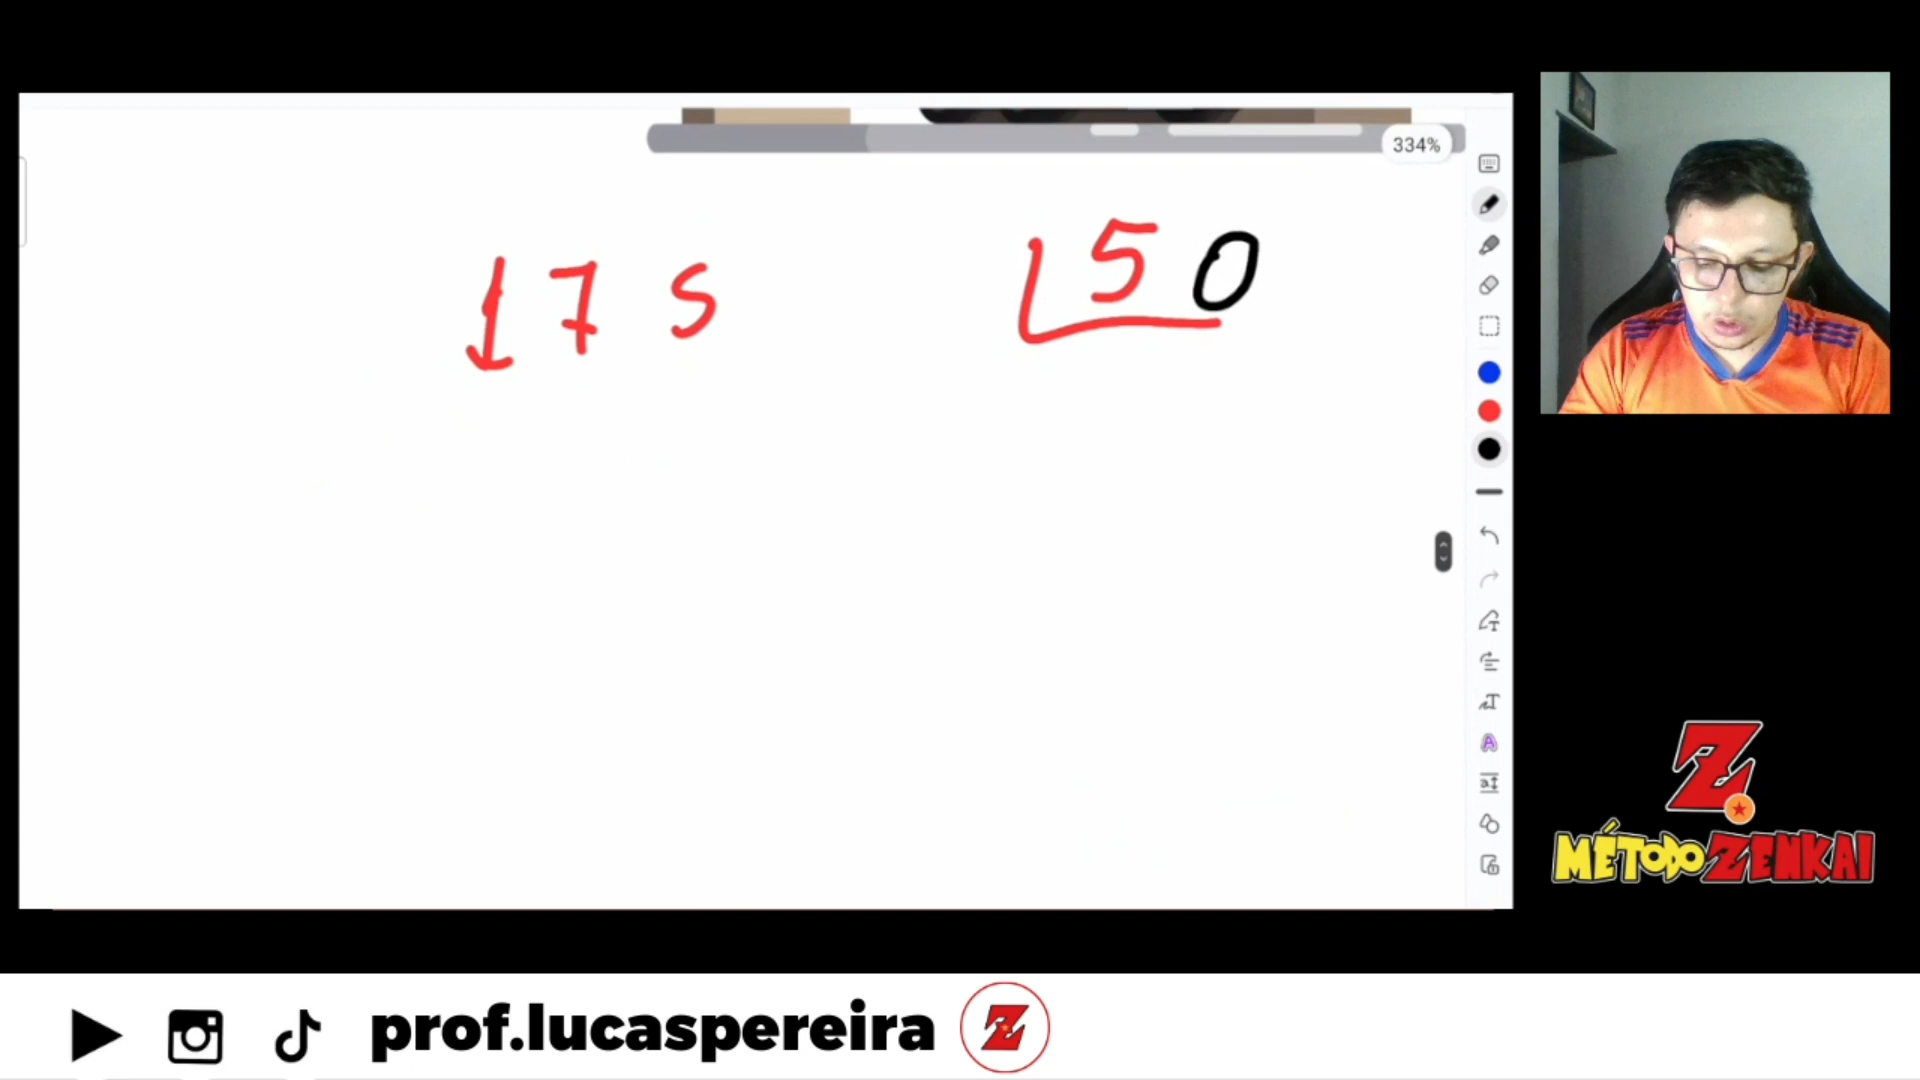 334%
175 50
Z
MÉTODO ZENKAI
prof.lucaspereira Z